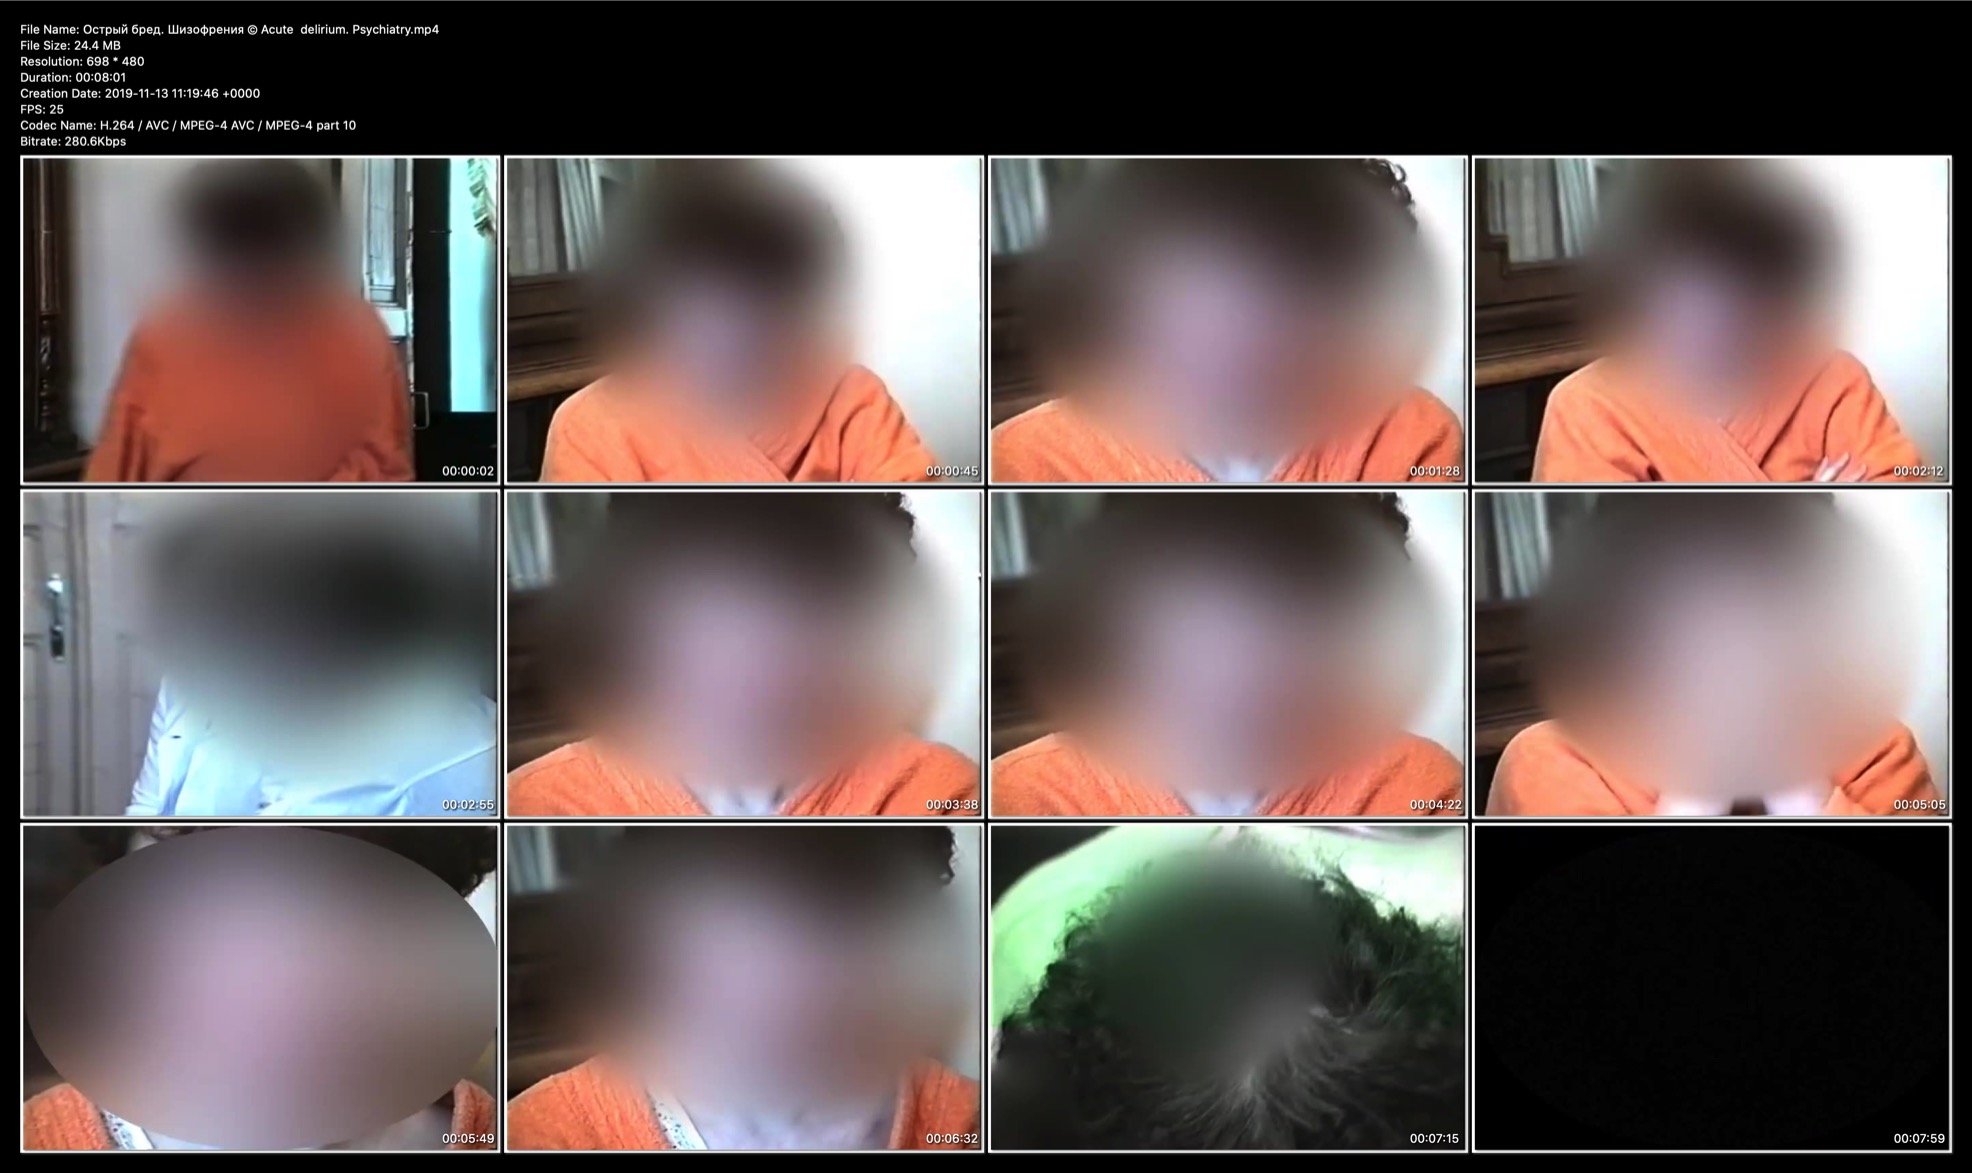 File Name: Острый бред. Шизофрения © Acute  delirium. Psychiatry.mp4
File Size: 24.4 MB
Resolution: 698 * 480
Duration: 00:08:01
Creation Date: 2019-11-13 11:19:46 +0000
FPS: 25
Codec Name: H.264 / AVC / MPEG-4 AVC / MPEG-4 part 10
Bitrate: 280.6Kbps
00:00:02
00:00:45
00:01:28
00:02:12
00:02:55
00:03:38
00:04:22
00:05:05
00:05:49
00:06:32
00:07:15
00:07:59